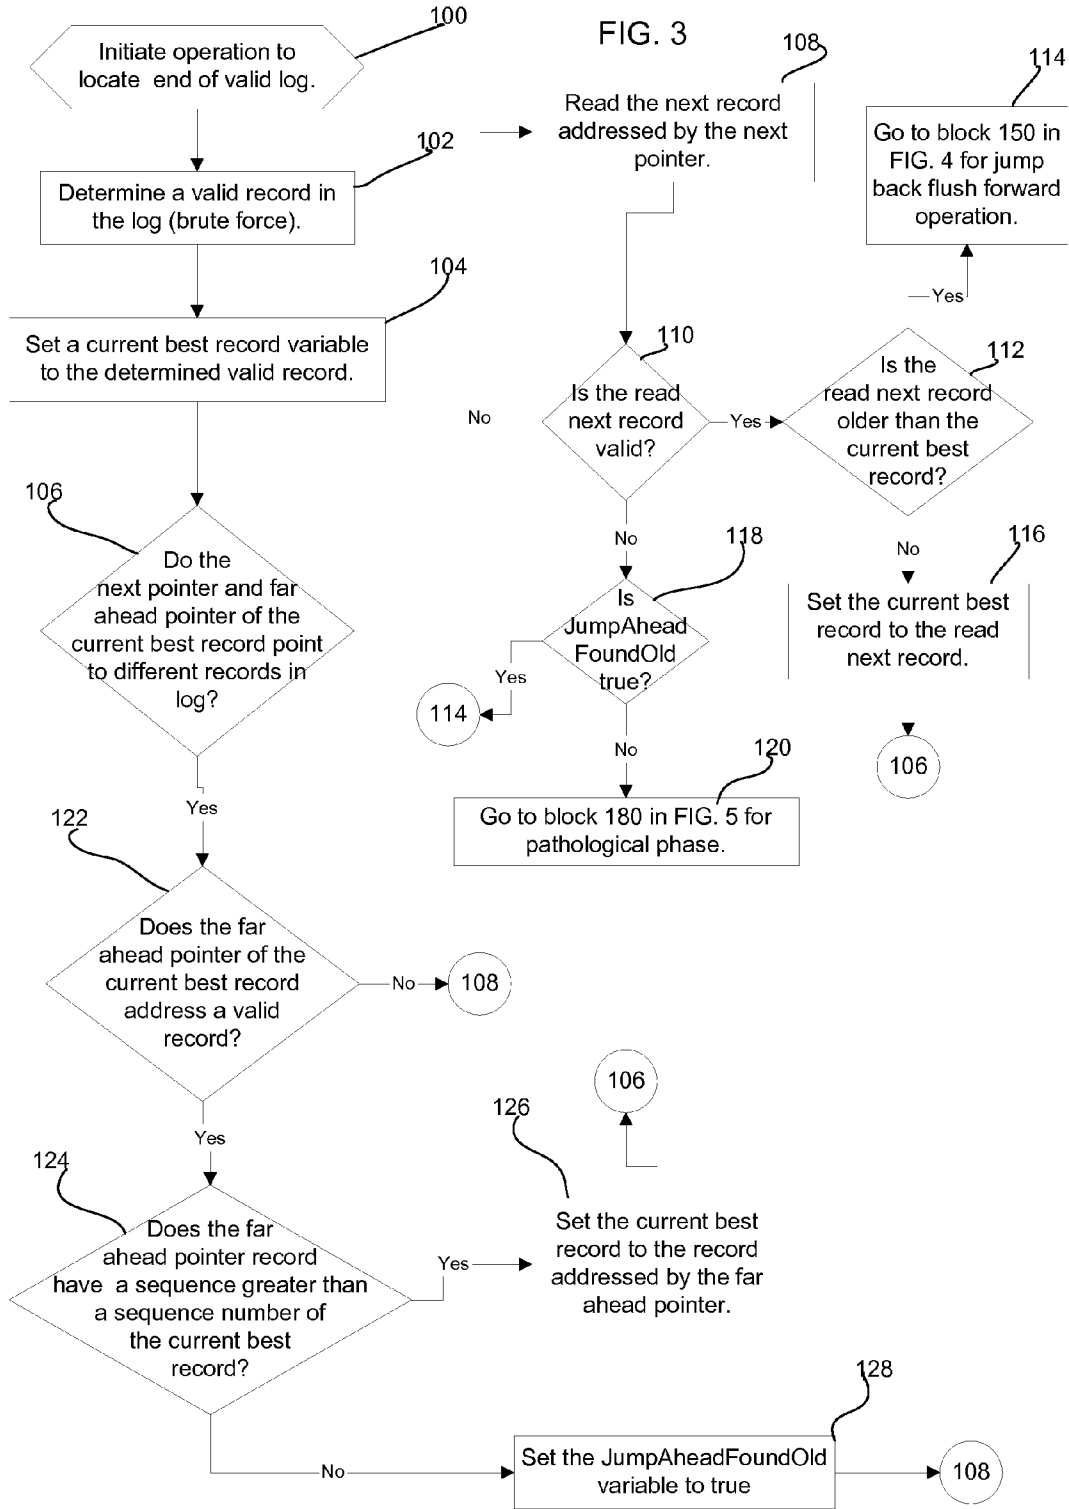 100
Initiate operation to
locate end of valid log.
FIG. 3
102
Determine a valid record in
the log (brute force).
104
Set a current best record variable
to the determined valid record.
106
Do the
next pointer and far
ahead pointer of the
current best record point
to different records in
log?
No
Yes
108
Read the next record
addressed by the next
pointer.
110
Is the read
next record
valid?
Yes
112
Is the
read next record
older than the
current best
record?
Yes
114
Go to block 150 in
FIG. 4 for jump
back flush forward
operation.
No
116
Set the current best
record to the read
next record.
106
No
118
Is
JumpAhead
FoundOld
true?
Yes
114
No
120
Go to block 180 in FIG. 5 for
pathological phase.
122
Does the far
ahead pointer of the
current best record
address a valid
record?
No
108
Yes
124
Does the far
ahead pointer record
have a sequence greater than
a sequence number of
the current best
record?
Yes
126
Set the current best
record to the record
addressed by the far
ahead pointer.
106
No
128
Set the JumpAheadFoundOld
variable to true
108